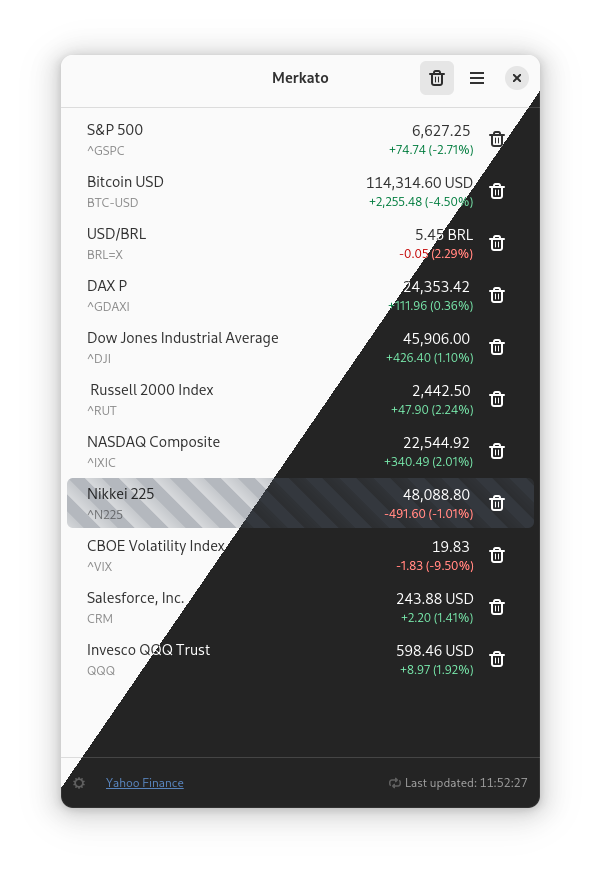 Merkato
S&P 500 6,627.25
^GSPC +74.74 (-2.71%)
Bitcoin USD 114,314.60 USD
BTC-USD +2,255.48 (-4.50%)
USD/BRL 5.45 BRL
BRL=X -0.05 (2.29%)
DAX P 24,353.42
^GDAXI +111.96 (0.36%)
Dow Jones Industrial Average 45,906.00
^DJI +426.40 (1.10%)
Russell 2000 Index 2,442.50
^RUT +47.90 (2.24%)
NASDAQ Composite 22,544.92
^IXIC +340.49 (2.01%)
Nikkei 225 48,088.80
^N225 -491.60 (-1.01%)
CBOE Volatility Index 19.83
^VIX -1.83 (-9.50%)
Salesforce, Inc. 243.88 USD
CRM +2.20 (1.41%)
Invesco QQQ Trust 598.46 USD
QQQ +8.97 (1.92%)
Yahoo Finance Last updated: 11:52:27